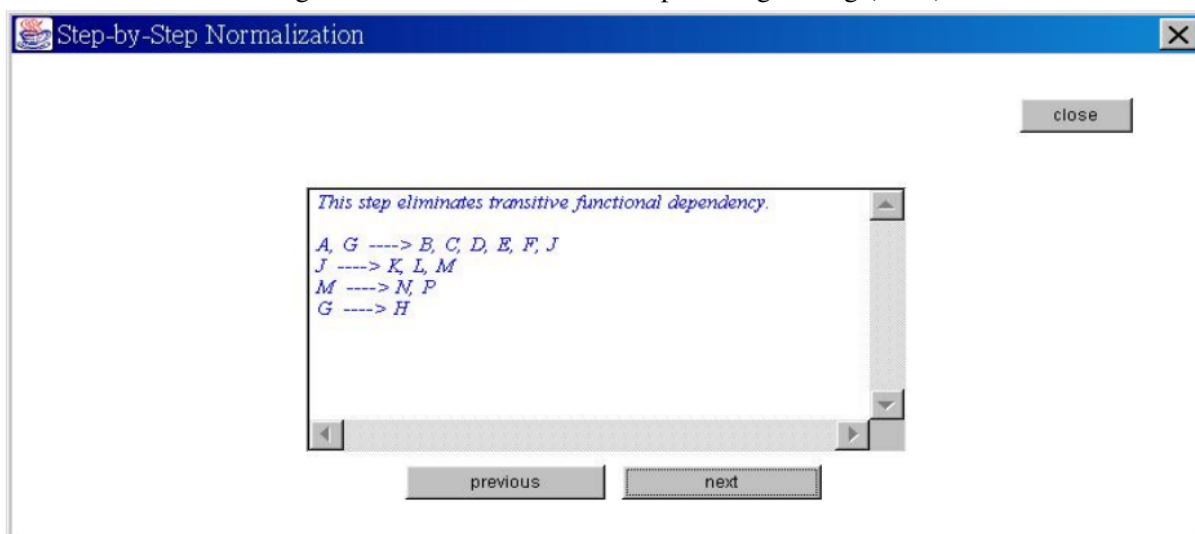 Step-by-Step Normalization
close
This step eliminates transitive functional dependency.
A, G ----> B, C, D, E, F, J
J ----> K, L, M
M ----> N, P
G ----> H
previous
next